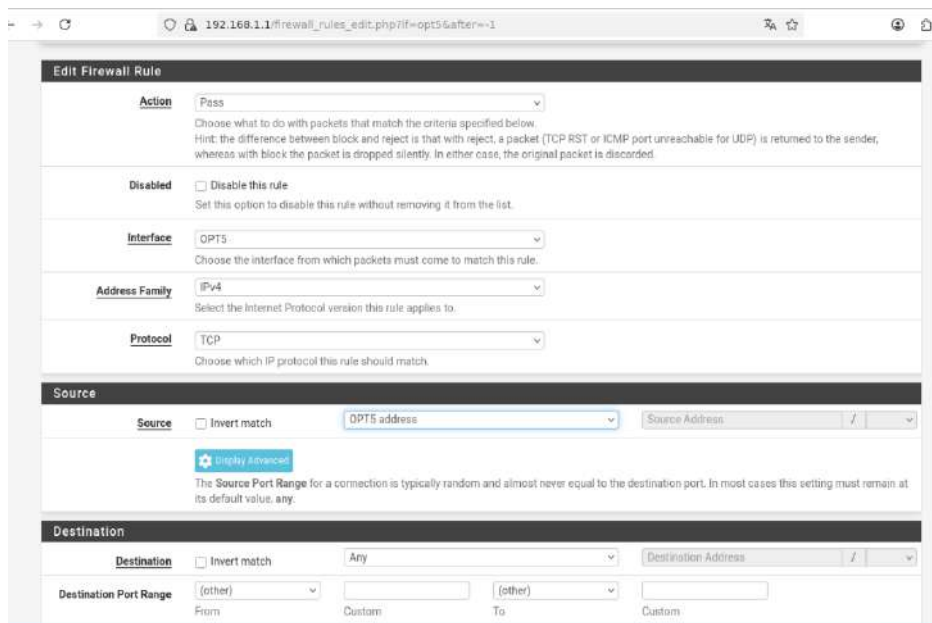 192.168.1.1/firewall_rules_edit.php?if=opt5&after=-1
Edit Firewall Rule
Action
Pass
Choose what to do with packets that match the criteria specified below.
Hint: the difference between block and reject is that with reject, a packet (TCP RST or ICMP port unreachable for UDP) is returned to the sender,
whereas with block the packet is dropped silently. In either case, the original packet is discarded.
Disabled
Disable this rule
Set this option to disable this rule without removing it from the list.
Interface
OPT5
Choose the interface from which packets must come to match this rule.
Address Family
IPv4
Select the Internet Protocol version this rule applies to.
Protocol
TCP
Choose which IP protocol this rule should match.
Source
Source
Invert match
OPT5 address
Source Address
/
Display Advanced
The Source Port Range for a connection is typically random and almost never equal to the destination port. In most cases this setting must remain at
its default value, any.
Destination
Destination
Invert match
Any
Destination Address
/
Destination Port Range
(other)
(other)
From
Custom
To
Custom